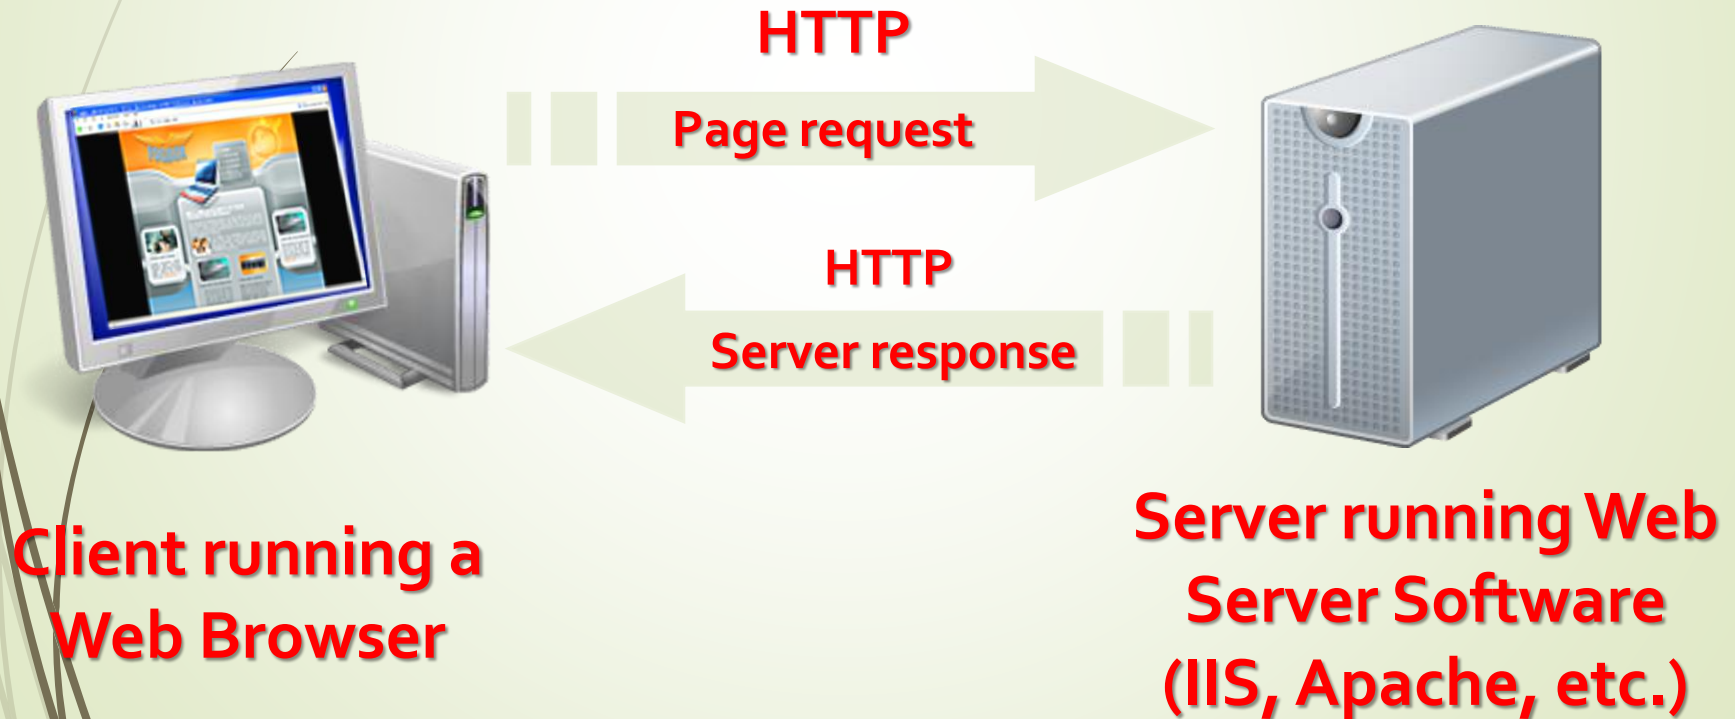 HTTP
Page request
HTTP
Server response
Client running a
Web Browser
Server running Web
Server Software
(IIS, Apache, etc.)